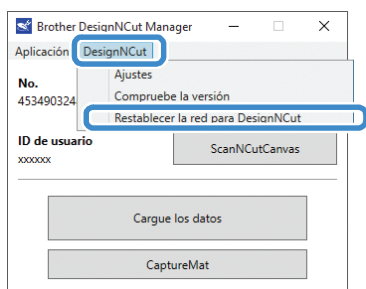 Brother DesignNCut Manager
Aplicación DesignNCut
Ajustes
Compruebe la versión
Restablecer la red para DesignNCut
No.
453490324
ID de usuario
xxxxxx
ScanNCutCanvas
Cargue los datos
CaptureMat